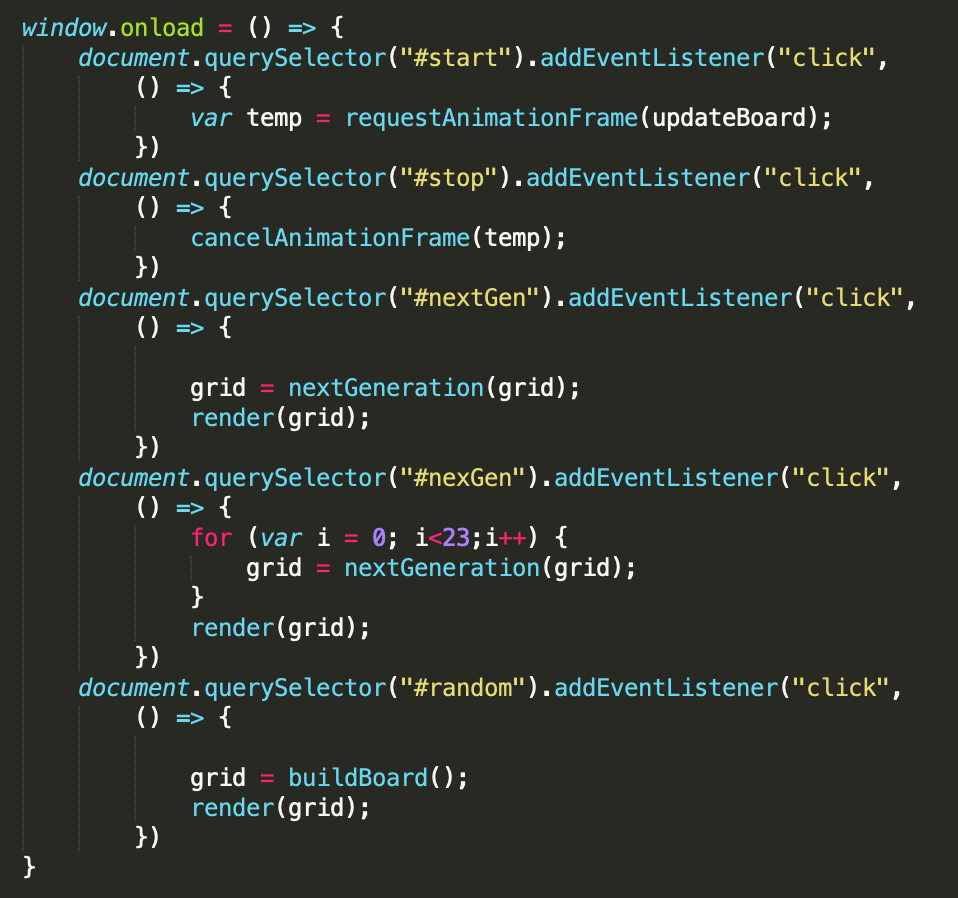 window.onload = () => {
    document.querySelector("#start").addEventListener("click",
        () => {
            var temp = requestAnimationFrame(updateBoard);
        })
    document.querySelector("#stop").addEventListener("click",
        () => {
            cancelAnimationFrame(temp);
        })
    document.querySelector("#nextGen").addEventListener("click",
        () => {

            grid = nextGeneration(grid);
            render(grid);
        })
    document.querySelector("#nexGen").addEventListener("click",
        () => {
            for (var i = 0; i<23;i++) {
                grid = nextGeneration(grid);
            }
            render(grid);
        })
    document.querySelector("#random").addEventListener("click",
        () => {

            grid = buildBoard();
            render(grid);
        })
}